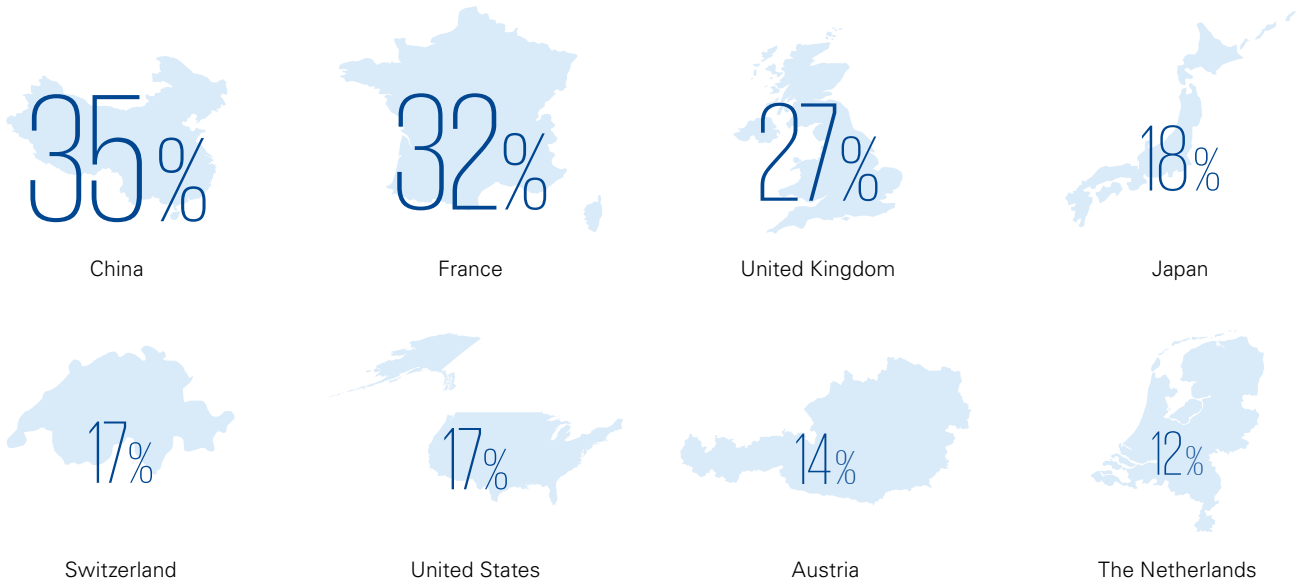 35%
32%
27%
18%
China
France
United Kingdom
Japan
17%
17%
14%
12%
Switzerland
United States
Austria
The Netherlands